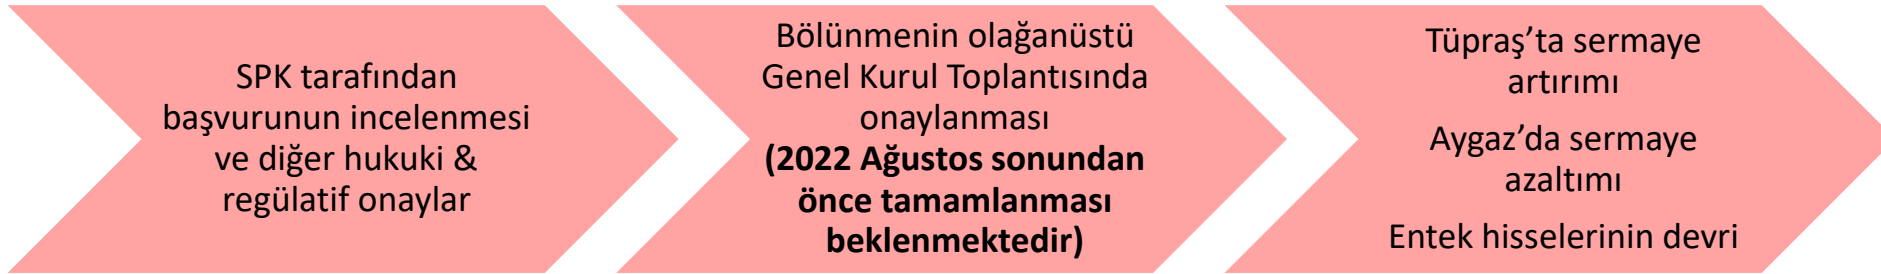 SPK tarafından
başvurunun incelenmesi
ve diğer hukuki &
regülatif onaylar
Bölünmenin olağanüstü
Genel Kurul Toplantısında
onaylanması
(2022 Ağustos sonundan
önce tamamlanması
beklenmektedir)
Tüpraş’ta sermaye
artırımı
Aygaz’da sermaye
azaltımı
Entek hisselerinin devri